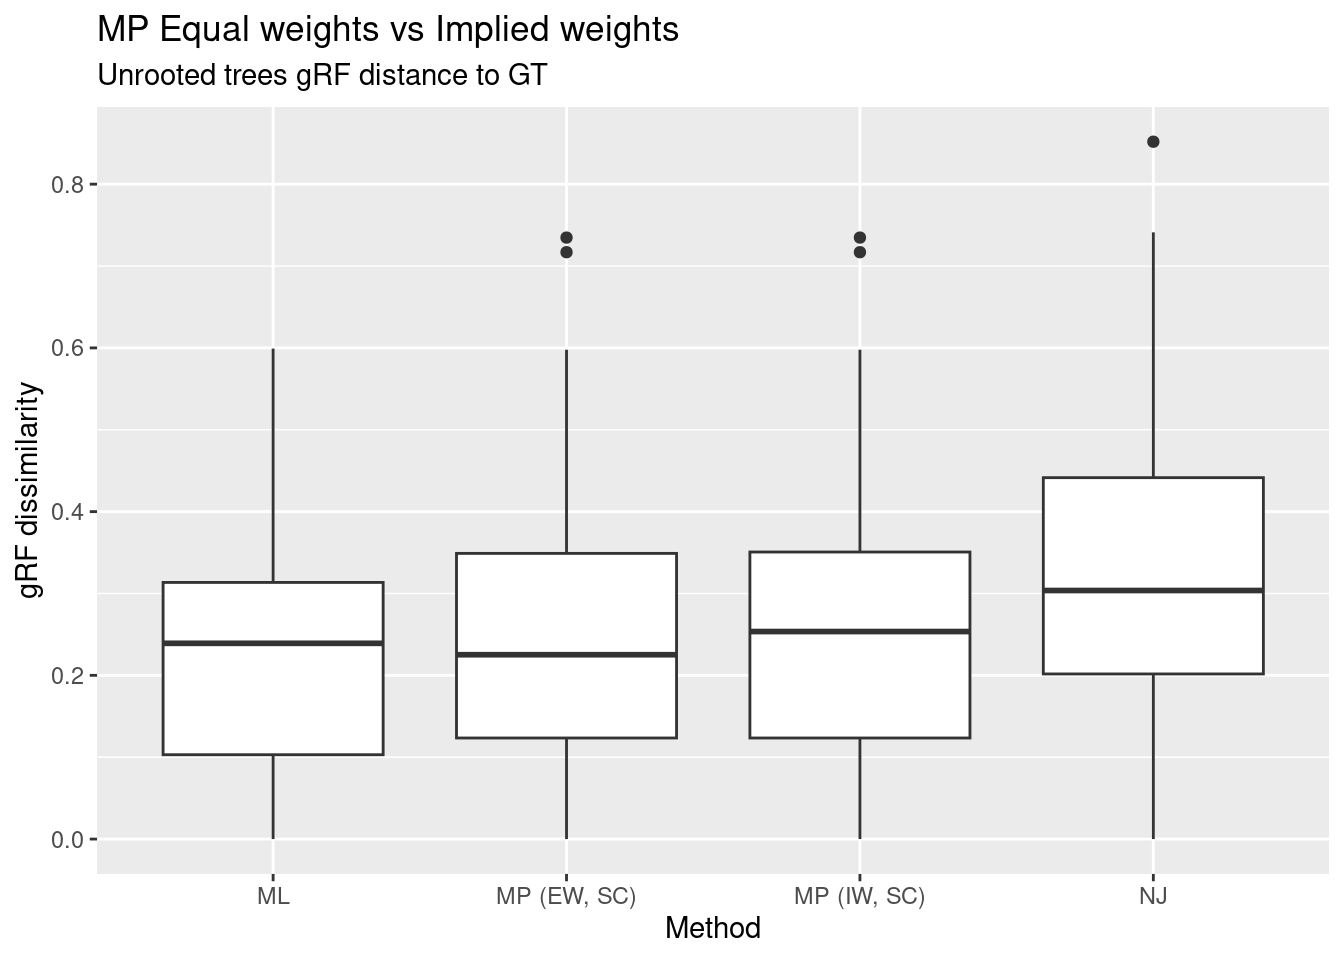 MP Equal weights vs Implied weights
Unrooted trees gRF distance to GT
gRF dissimilarity
0.8
0.6
0.4
0.2
0.0
ML
MP (EW, SC)
MP (IW, SC)
NJ
Method